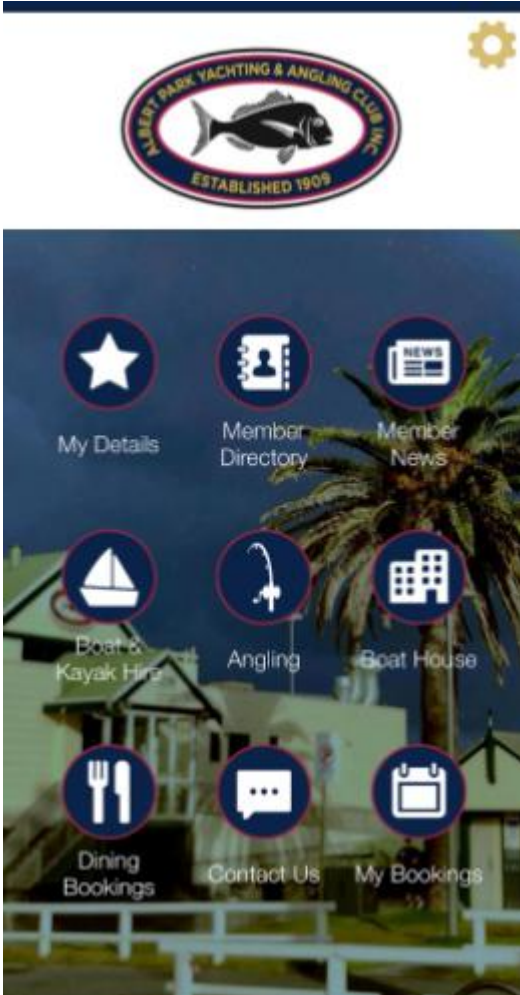 ALBERT PARK YACHTING & ANGLING CLUB INC.
ESTABLISHED 1909
NEWS
My Details
Member
Directory
Member
News
Boat &
Kayak Hire
Angling
Boat House
Dining
Bookings
Contact Us
My Bookings